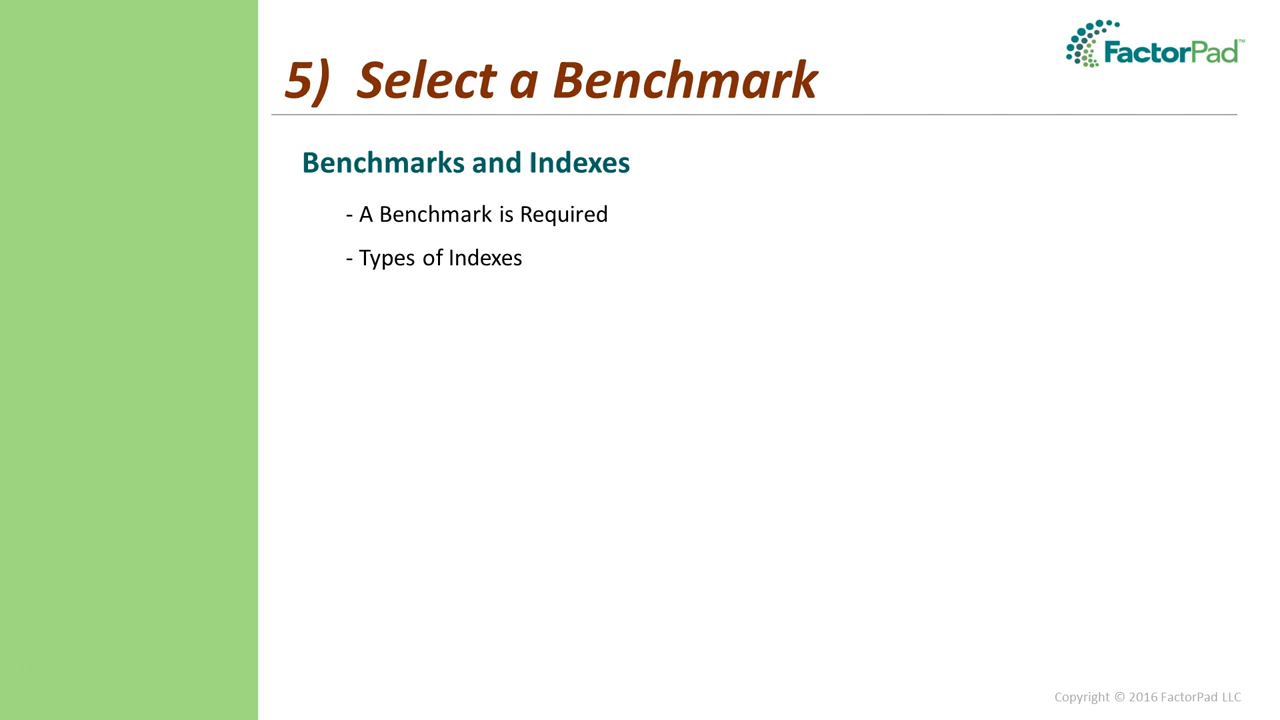 FactorPad™
5) Select a Benchmark
Benchmarks and Indexes
- A Benchmark is Required
- Types of Indexes
Copyright © 2016 FactorPad LLC